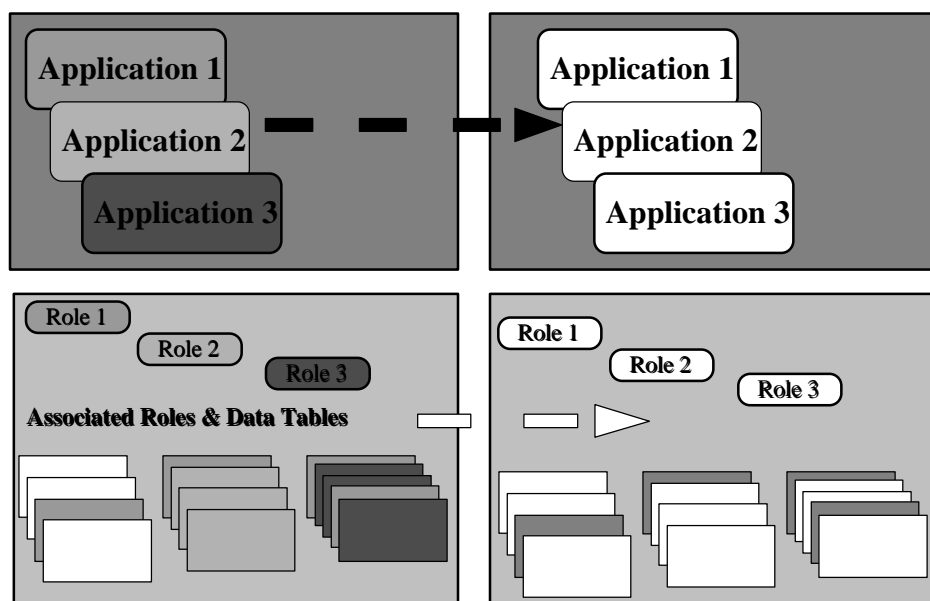 Application 1
Application 2
Application 3
Application 1
Application 2
Application 3
Role 1
Role 2
Role 3
Associated Roles & Data Tables
Role 1
Role 2
Role 3